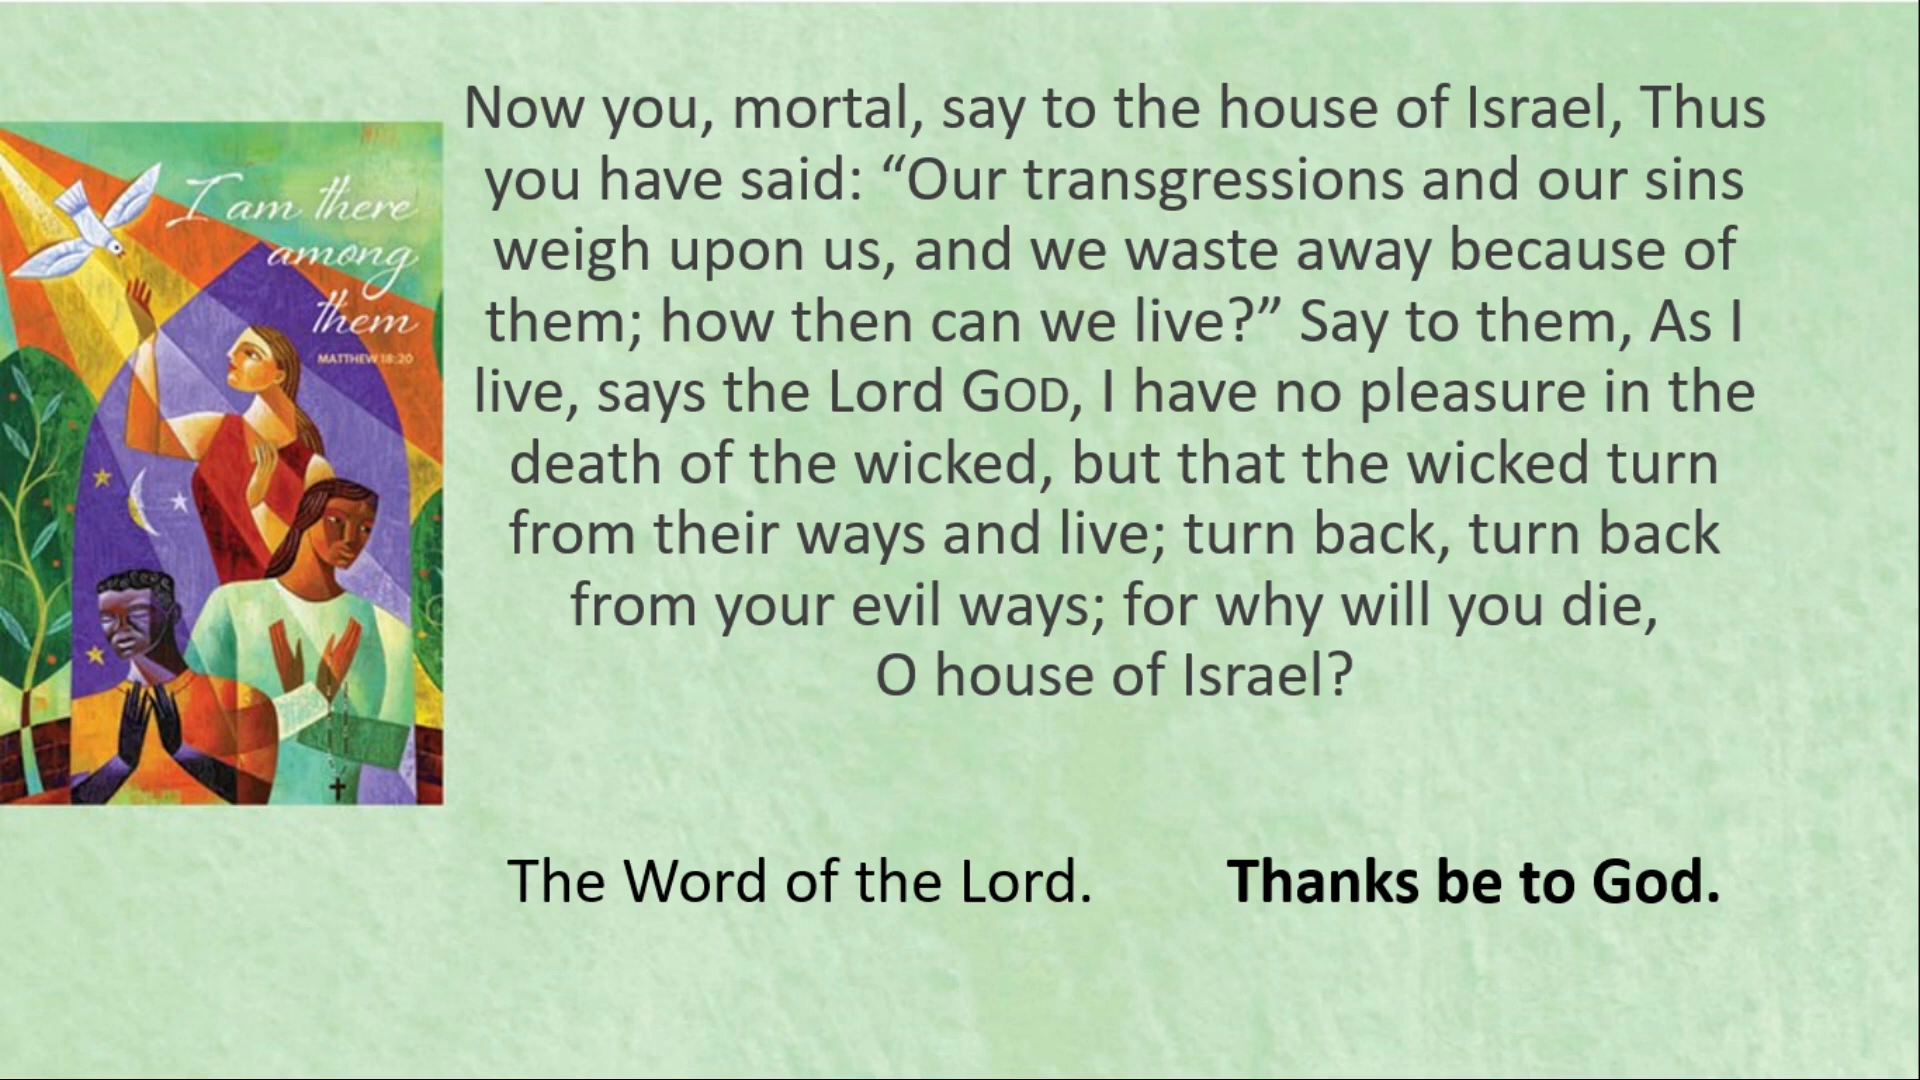 I am there
among
them
MATTHEW 18:20
Now you, mortal, say to the house of Israel, Thus
you have said: “Our transgressions and our sins
weigh upon us, and we waste away because of
them; how then can we live?” Say to them, As I
live, says the Lord GOD, I have no pleasure in the
death of the wicked, but that the wicked turn
from their ways and live; turn back, turn back
from your evil ways; for why will you die,
O house of Israel?
The Word of the Lord. Thanks be to God.